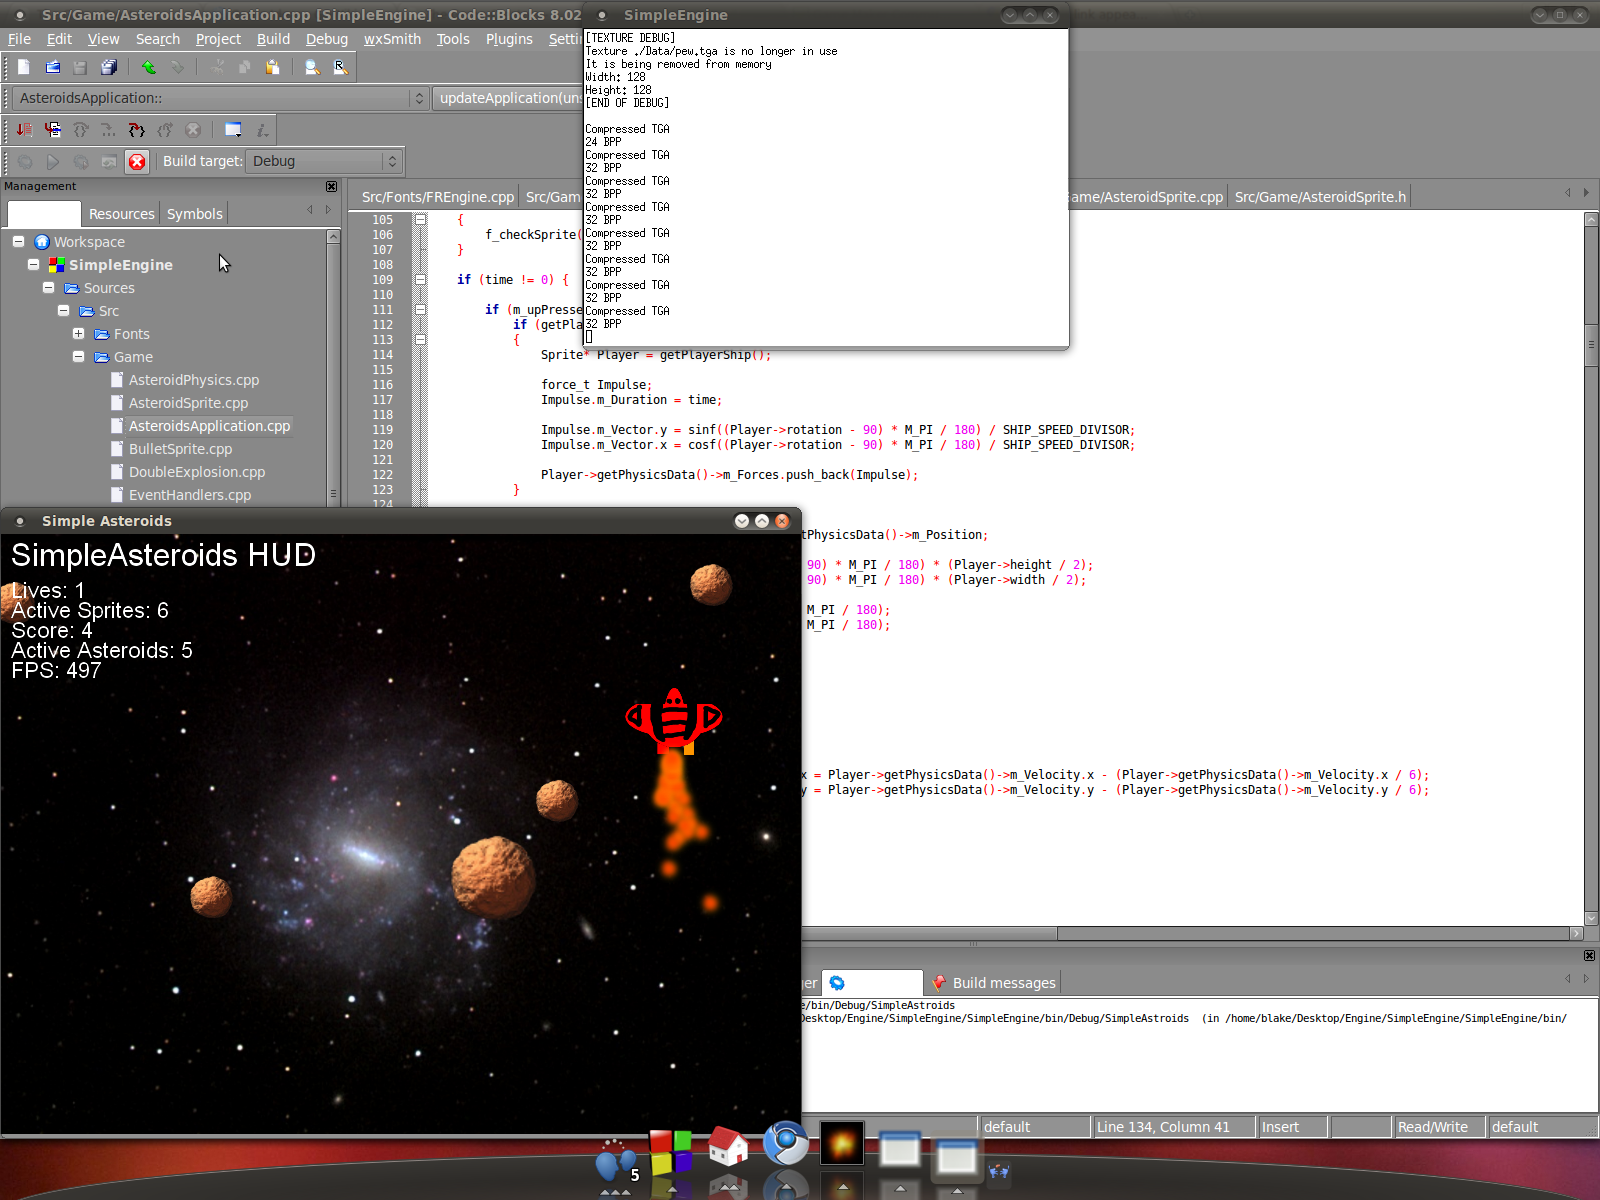 Src/Game/AsteroidsApplication.cpp [SimpleEngine] - Code::Blocks 8.02
File Edit View Search Project Build Debug wxSmith Tools Plugins
AsteroidsApplication::
updateApplication(un
Build target: Debug
Management
Resources Symbols
Workspace
SimpleEngine
Sources
Src
Fonts
Game
AsteroidPhysics.cpp
AsteroidSprite.cpp
AsteroidsApplication.cpp
BulletSprite.cpp
DoubleExplosion.cpp
EventHandlers.cpp
SimpleEngine
[TEXTURE DEBUG]
Texture ./Data/pew.tga is no longer in use
It is being removed from memory
Width: 128
Height: 128
[END OF DEBUG]
Compressed TGA
24 BPP
Compressed TGA
32 BPP
Compressed TGA
32 BPP
Compressed TGA
32 BPP
Compressed TGA
32 BPP
Compressed TGA
32 BPP
Compressed TGA
32 BPP
Compressed TGA
32 BPP
Src/Fonts/FREngine.cpp Src/Gam ame/AsteroidSprite.cpp Src/Game/AsteroidSprite.h
105 {
106 f_checkSprite(
107 }
108
109 if (time != 0) {
110
111 if (m_upPresse
112 if (getPla
113 {
114 Sprite* Player = getPlayerShip();
115
116 force_t Impulse;
117 Impulse.m_Duration = time;
118
119 Impulse.m_Vector.y = sinf((Player->rotation - 90) * M_PI / 180) / SHIP_SPEED_DIVISOR;
120 Impulse.m_Vector.x = cosf((Player->rotation - 90) * M_PI / 180) / SHIP_SPEED_DIVISOR;
121
122 Player->getPhysicsData()->m_Forces.push_back(Impulse);
123 }
124
tPhysicsData()->m_Position;
90) * M_PI / 180) * (Player->height / 2);
90) * M_PI / 180) * (Player->width / 2);
M_PI / 180);
M_PI / 180);
x = Player->getPhysicsData()->m_Velocity.x - (Player->getPhysicsData()->m_Velocity.x / 6);
y = Player->getPhysicsData()->m_Velocity.y - (Player->getPhysicsData()->m_Velocity.y / 6);
Simple Asteroids
SimpleAsteroids HUD
Lives: 1
Active Sprites: 6
Score: 4
Active Asteroids: 5
FPS: 497
ger Build messages
e/bin/Debug/SimpleAstroids
Desktop/Engine/SimpleEngine/SimpleEngine/bin/Debug/SimpleAstroids (in /home/blake/Desktop/Engine/SimpleEngine/SimpleEngine/bin/
default Line 134, Column 41 Insert Read/Write default
5